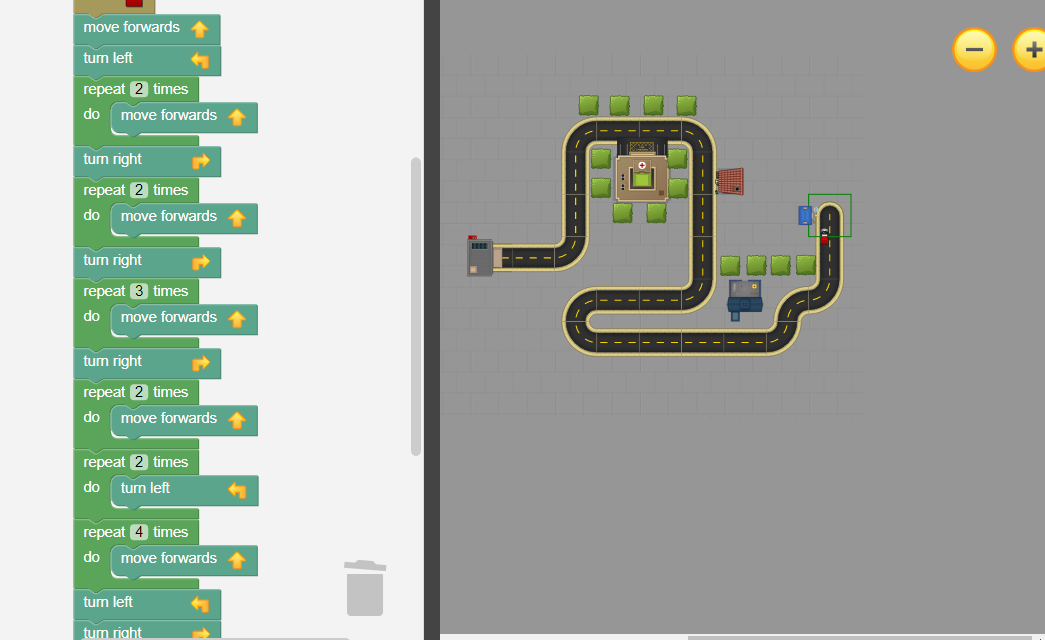 move forwards
turn left
repeat 2 times
do move forwards
turn right
repeat 2 times
do move forwards
turn right
repeat 3 times
do move forwards
turn right
repeat 2 times
do move forwards
repeat 2 times
do turn left
repeat 4 times
do move forwards
turn left
turn right